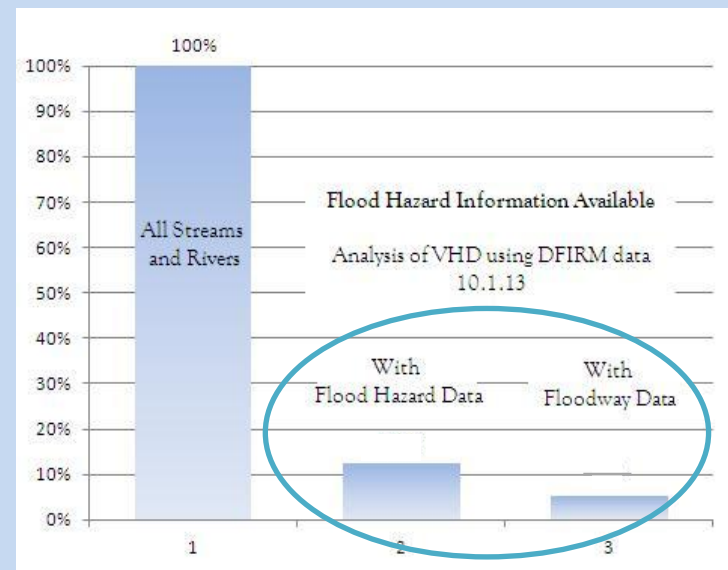 100%
100%
90%
80%
70%
60%
50%
40%
30%
20%
10%
0%
All Streams
and Rivers
Flood Hazard Information Available
Analysis of VHD using DFIRM data
10.1.13
With
Flood Hazard Data
With
Floodway Data
1
2
3